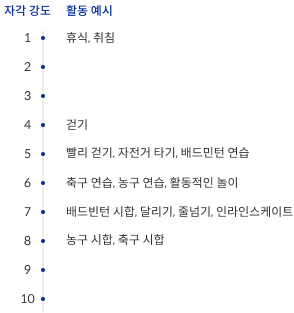 자각 강도 활동 예시
1 휴식, 취침
2
3
4 걷기
5 빨리 걷기, 자전거 타기, 배드민턴 연습
6 축구 연습, 농구 연습, 활동적인 놀이
7 배드빈턴 시합, 달리기, 줄넘기, 인라인스케이트
8 농구 시합, 축구 시합
9
10